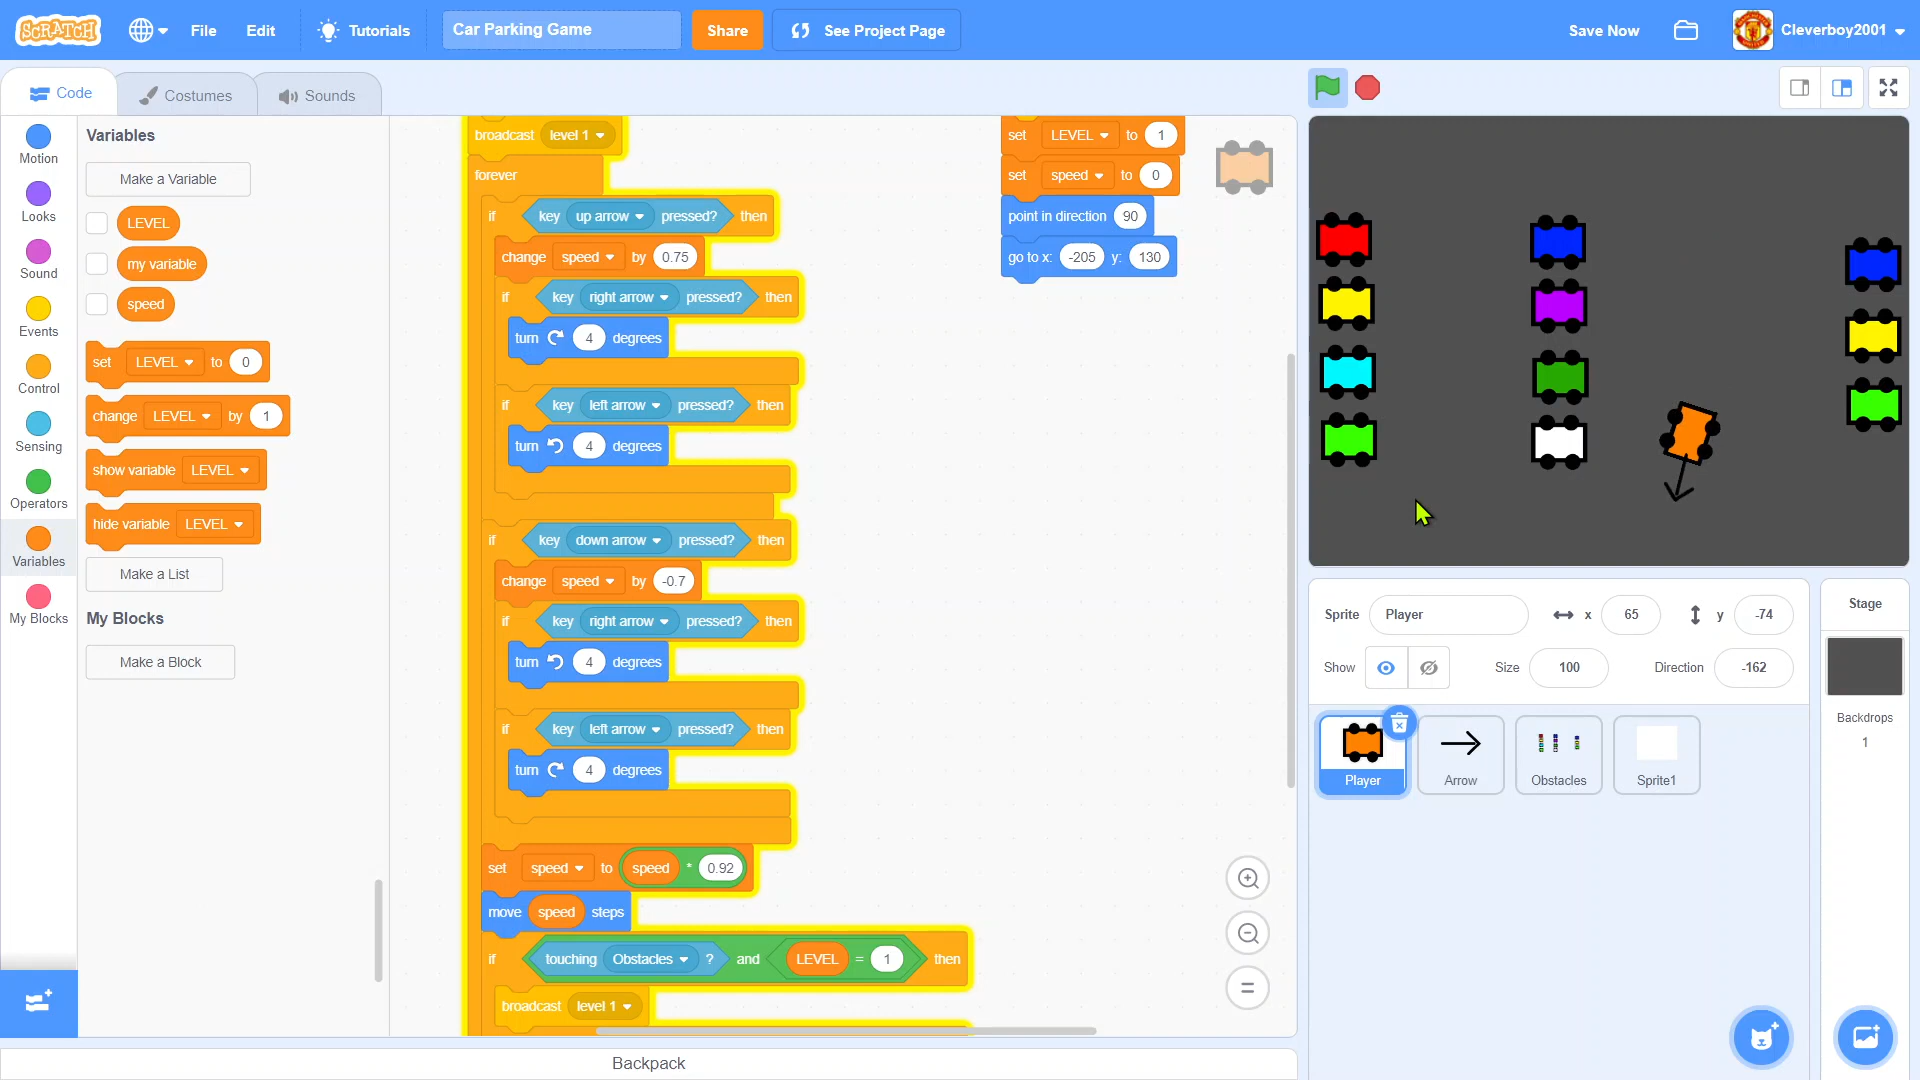 SCRATCH File Edit Tutorials Car Parking Game Share See Project Page Save Now Cleverboy2001
Code Costumes Sounds
Motion
Looks
Sound
Events
Control
Sensing
Operators
Variables
My Blocks
Variables
Make a Variable
LEVEL
my variable
speed
set LEVEL to 0
change LEVEL by 1
show variable LEVEL
hide variable LEVEL
Make a List
My Blocks
Make a Block
broadcast level 1
forever
if key up arrow pressed? then
change speed by 0.75
if key right arrow pressed? then
turn 4 degrees
if key left arrow pressed? then
turn 4 degrees
if key down arrow pressed? then
change speed by -0.7
if key right arrow pressed? then
turn 4 degrees
if key left arrow pressed? then
turn 4 degrees
set speed to speed * 0.92
move speed steps
if touching Obstacles ? and LEVEL = 1 then
broadcast level 1
set LEVEL to 1
set speed to 0
point in direction 90
go to x: -205 y: 130
Backpack
Sprite Player x 65 y -74
Show Size 100 Direction -162
Player Arrow Obstacles Sprite1
Stage
Backdrops
1